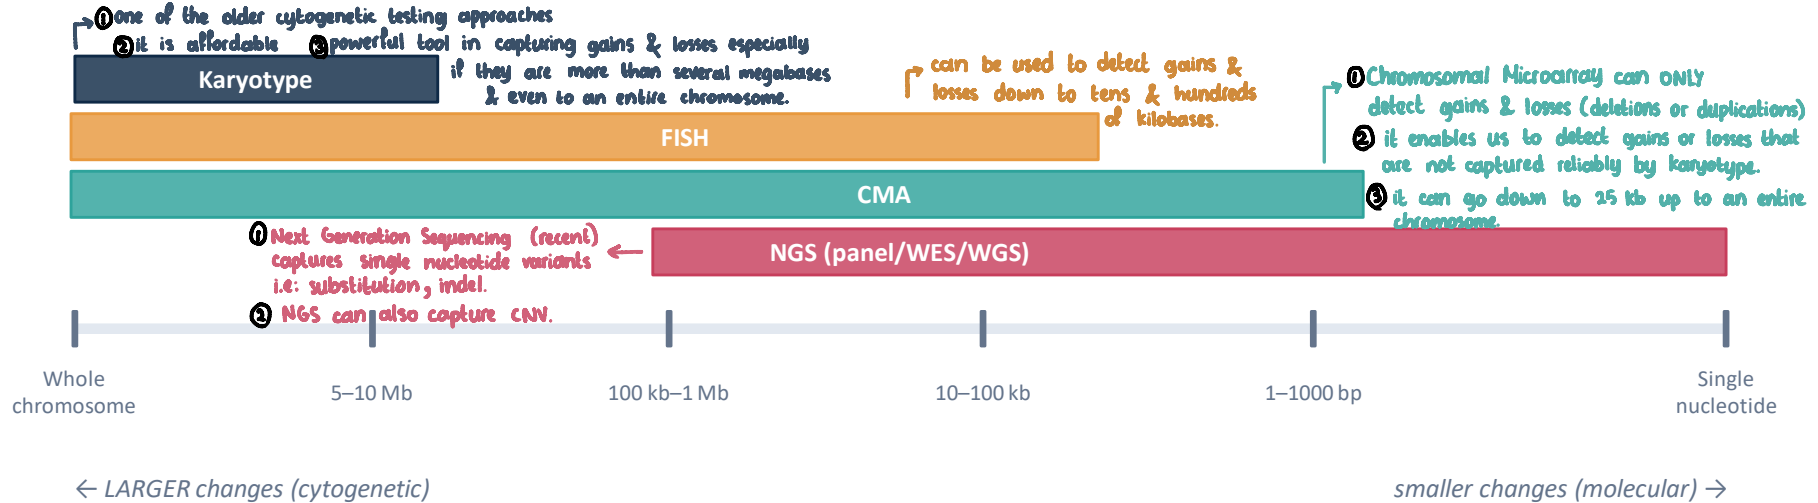 ① one of the older cytogenetic testing approaches
② it is affordable ③ powerful tool in capturing gains & losses especially
if they are more than several megabases
& even to an entire chromosome.
Karyotype
can be used to detect gains &
losses down to tens & hundreds
of kilobases.
FISH
① Chromosomal Microarray can ONLY
detect gains & losses (deletions or duplications)
② it enables us to detect gains or losses that
are not captured reliably by karyotype.
③ it can go down to 25 kb up to an entire
chromosome.
CMA
① Next Generation Sequencing (recent)
captures single nucleotide variants
i.e: substitution, indel.
② NGS can also capture CNV.
NGS (panel/WES/WGS)
Whole
chromosome
5–10 Mb
100 kb–1 Mb
10–100 kb
1–1000 bp
Single
nucleotide
← LARGER changes (cytogenetic)
smaller changes (molecular) →